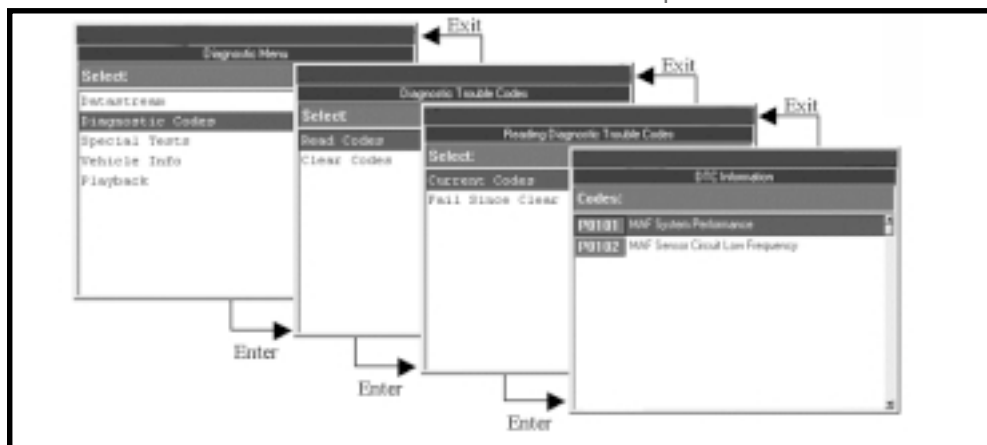 Exit
Diagnostic Menu
Select:
Datastream
Diagnostic Codes
Special Tests
Vehicle Info
Playback
Enter
Exit
Diagnostic Trouble Codes
Select:
Read Codes
Clear Codes
Enter
Exit
Reading Diagnostic Trouble Codes
Select:
Current Codes
Fail Since Clear
Enter
DTC Information
Codes:
P0101 MAF System Performance
P0102 MAF Sensor Circuit Low Frequency